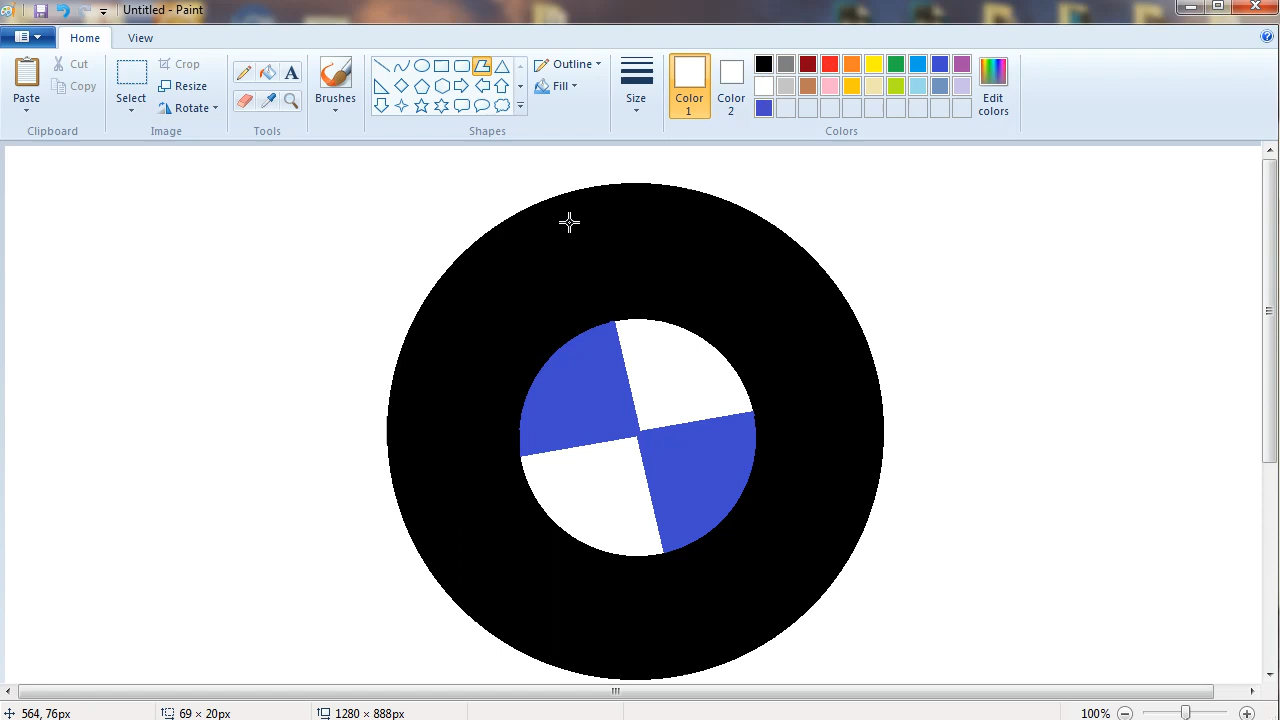 Untitled - Paint
Home
View
Paste
Cut
Copy
Clipboard
Select
Crop
Resize
Rotate
Image
A
Tools
Brushes
Shapes
Outline
Fill
Size
Color 1
Color 2
Edit colors
Colors
564, 76px
69 × 20px
1280 × 888px
100%